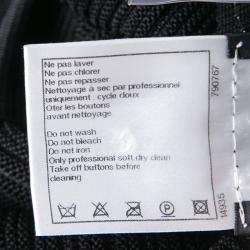 Ne pas laver
Ne pas chlorer
Ne pas repasser
Nettoyage à sec par professionnel
uniquement : cycle doux
Oter les boutons
avant nettoyage
Do not wash
Do not bleach
Do not iron
Only professional soft dry clean
Take off buttons before
cleaning
P
790767
14935